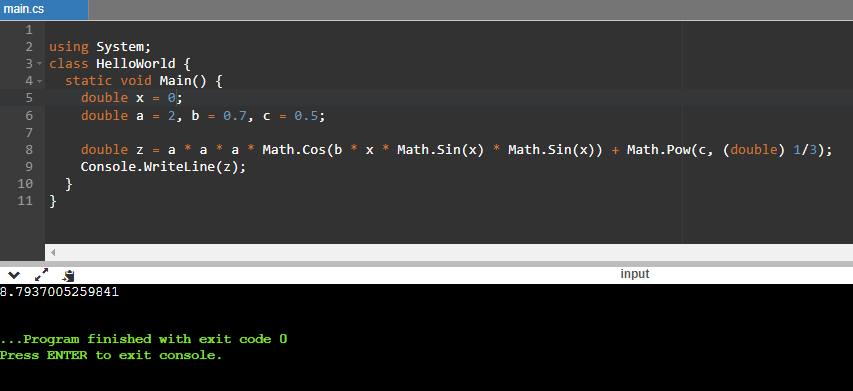 main.cs
1
2 using System;
3 class HelloWorld {
4 static void Main() {
5 double x = 0;
6 double a = 2, b = 0.7, c = 0.5;
7
8 double z = a * a * a * Math.Cos(b * x * Math.Sin(x) * Math.Sin(x)) + Math.Pow(c, (double) 1/3);
9 Console.WriteLine(z);
10 }
11 }
input
8.7937005259841
...Program finished with exit code 0
Press ENTER to exit console.